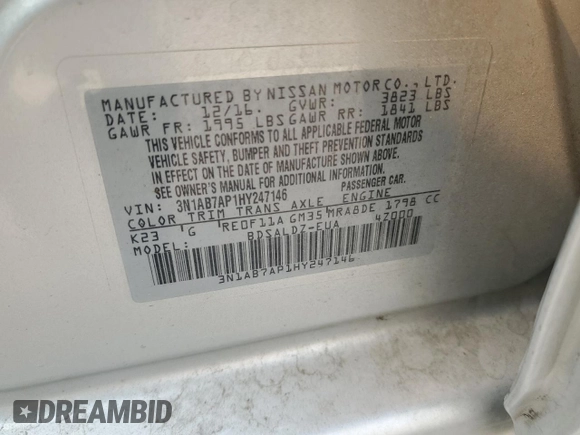 MANUFACTURED BY NISSAN MOTOR CO., LTD.
DATE: 12/16. GVWR: 3823 LBS
GAWR FR: 1995 LBS GAWR RR: 1841 LBS
THIS VEHICLE CONFORMS TO ALL APPLICABLE FEDERAL MOTOR
VEHICLE SAFETY, BUMPER AND THEFT PREVENTION STANDARDS
IN EFFECT ON THE DATE OF MANUFACTURE SHOWN ABOVE.
SEE OWNER'S MANUAL FOR ADDITIONAL INFORMATION
VIN: 3N1AB7AP1HY247146 PASSENGER CAR.
COLOR TRIM TRANS AXLE ENGINE
K23 G RE0F11A GM35 MRA8DE 1798 CC
MODEL: BDSALDZ-EUA 42000
3N1AB7AP1HY247146
DREAMBID